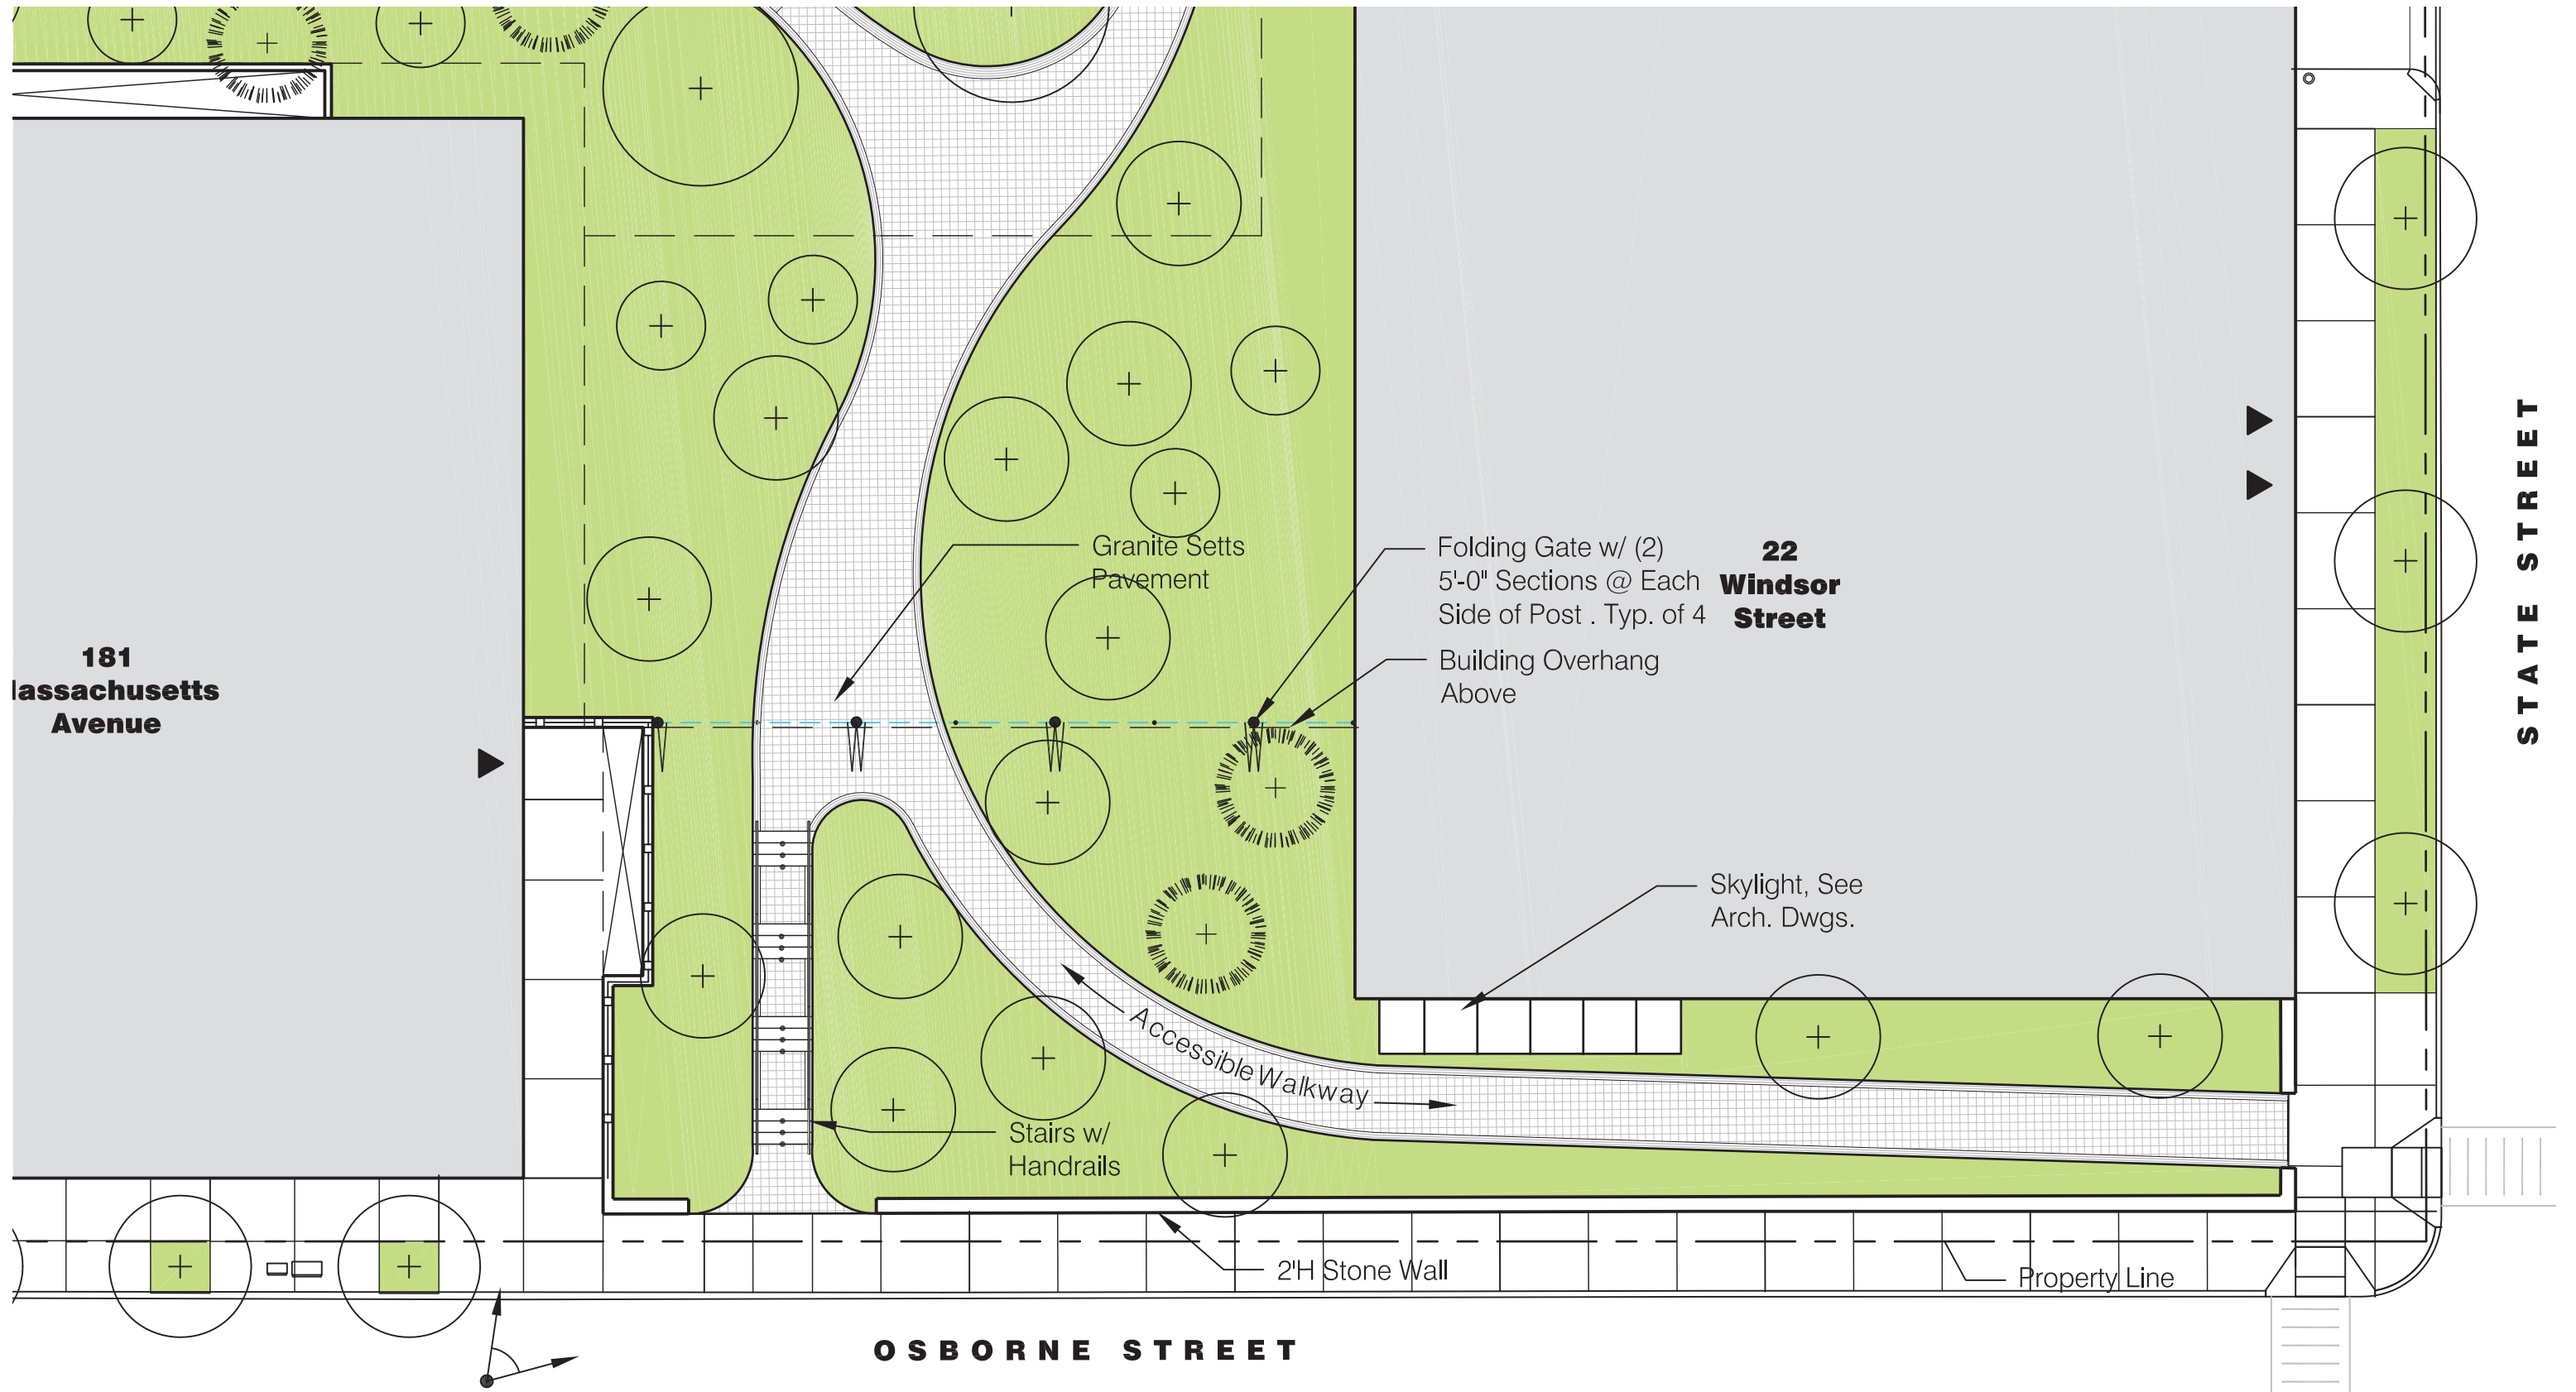 Granite Setts
Pavement
Folding Gate w/ (2)
5'-0" Sections @ Each
Side of Post . Typ. of 4
22
Windsor
Street
Building Overhang
Above
181
lassachusetts
Avenue
STATE STREET
Skylight, See
Arch. Dwgs.
Accessible Walkway
Stairs w/
Handrails
2'H Stone Wall
Property Line
OSBORNE STREET